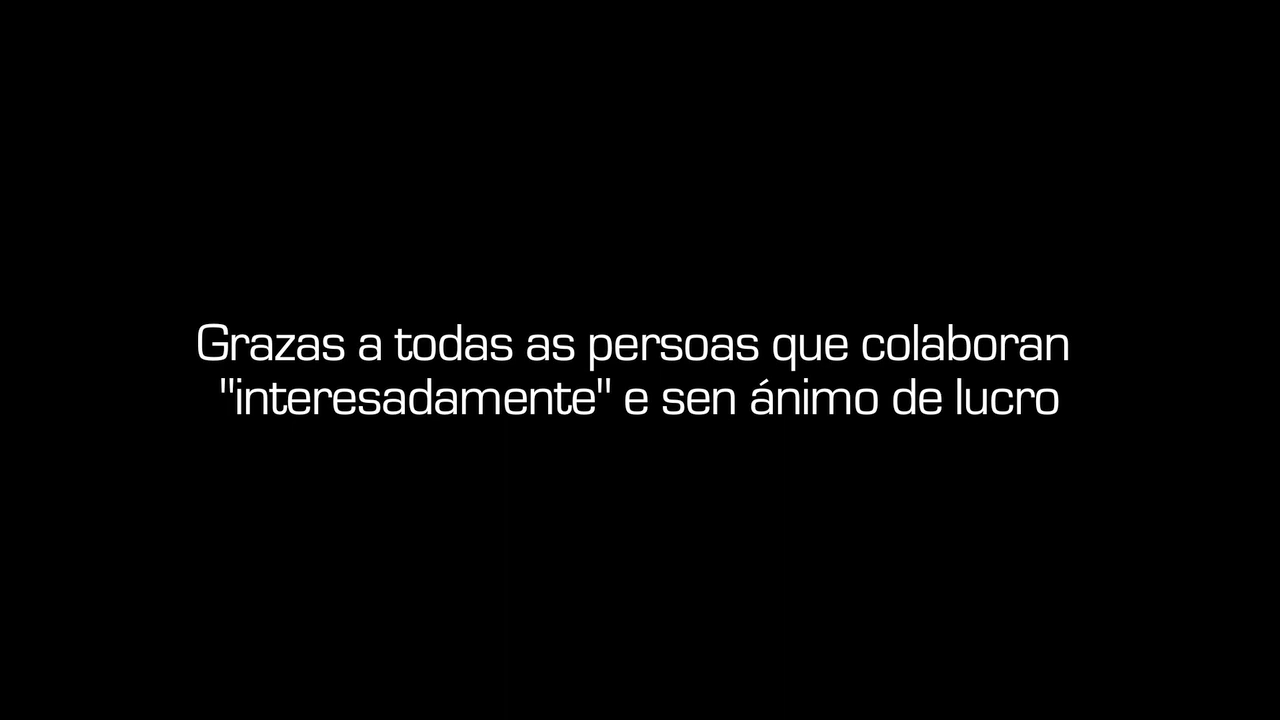 Grazas a todas as persoas que colaboran
"interesadamente" e sen ánimo de lucro